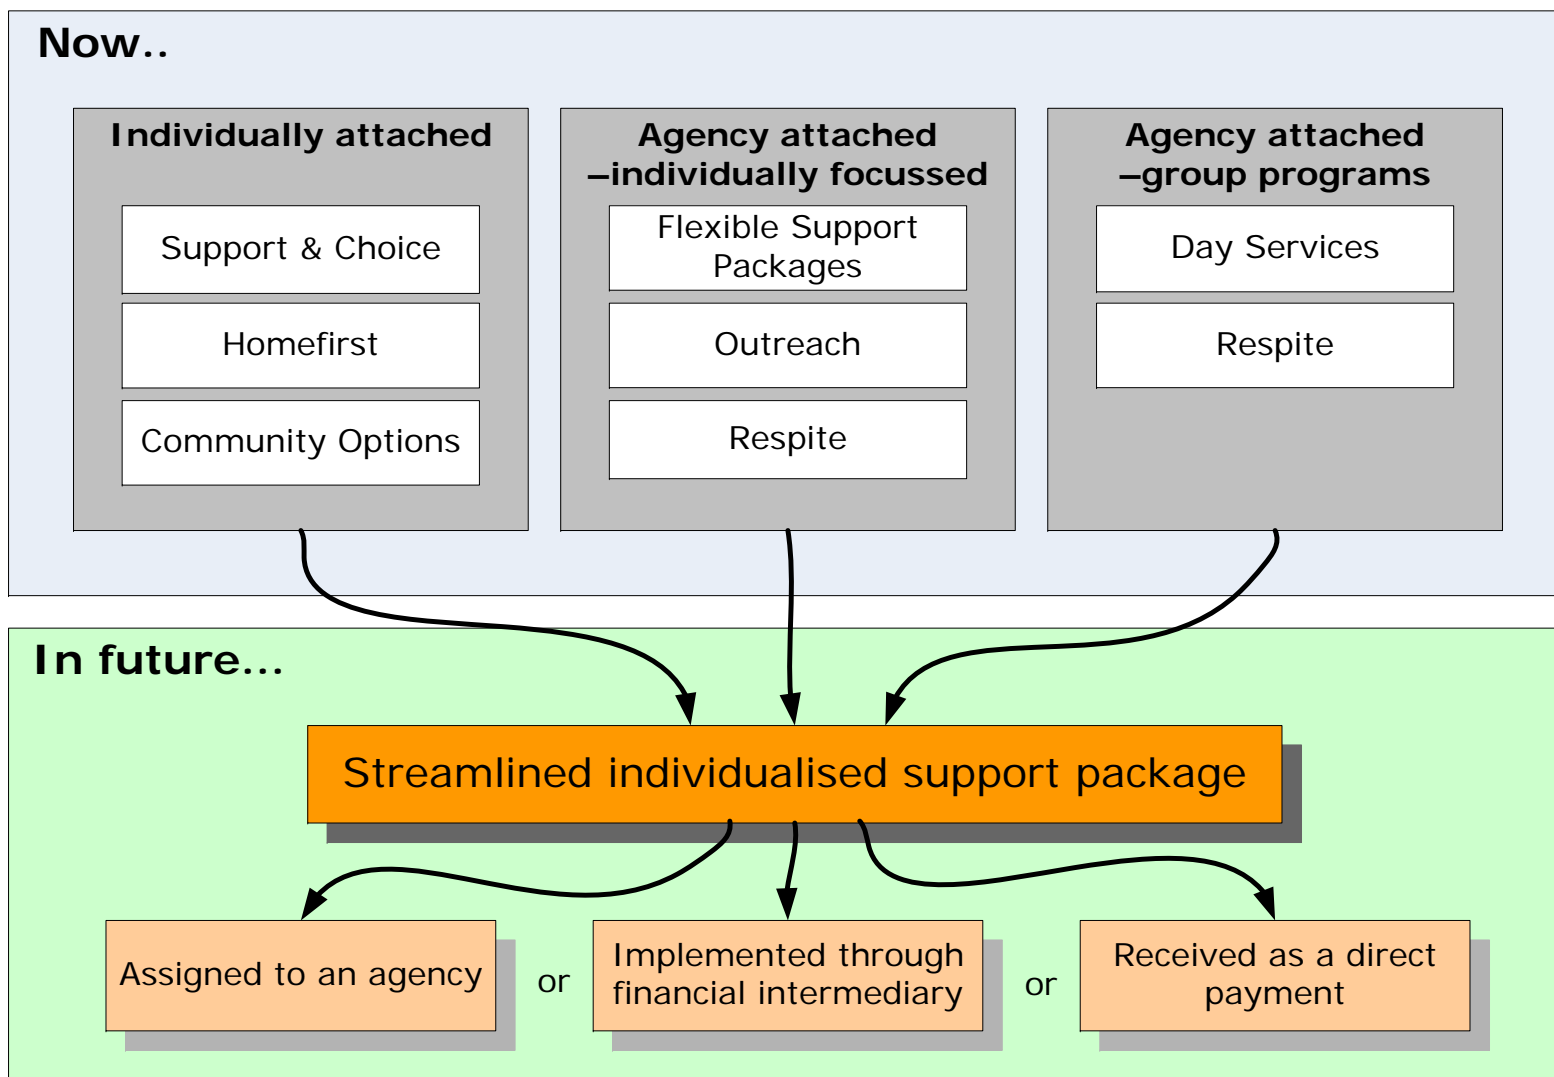 Now..
Individually attached
Support & Choice
Homefirst
Community Options
Agency attached
–individually focussed
Flexible Support
Packages
Outreach
Respite
Agency attached
–group programs
Day Services
Respite
In future...
Streamlined individualised support package
Assigned to an agency
or
Implemented through
financial intermediary
or
Received as a direct
payment